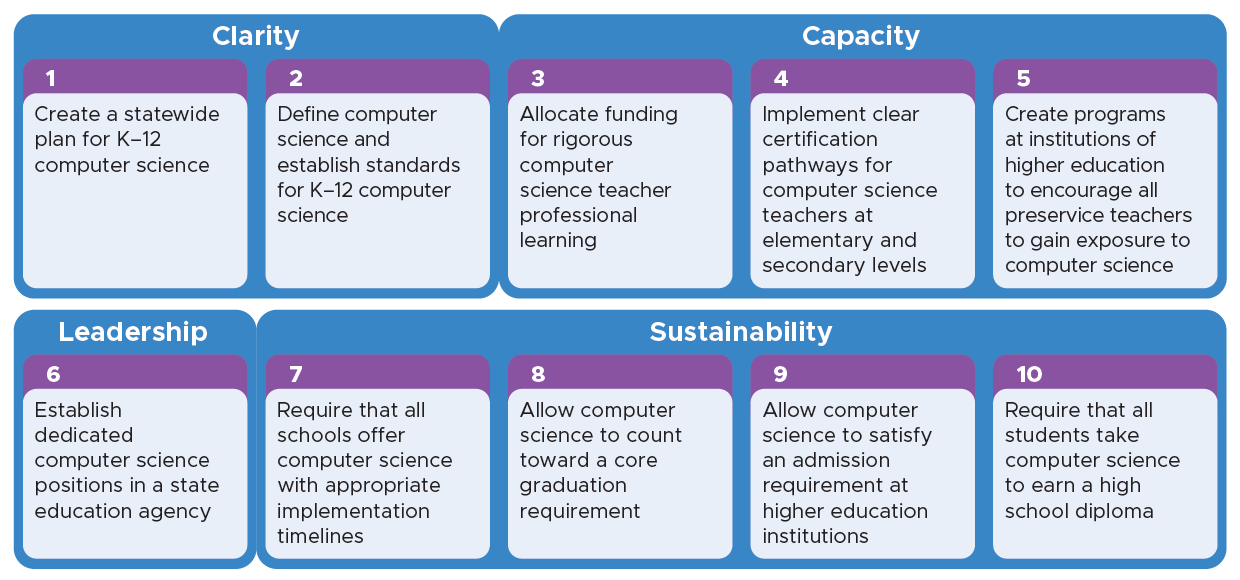 Clarity
Capacity
1
Create a statewide
plan for K–12
computer science
2
Define computer
science and
establish standards
for K–12 computer
science
3
Allocate funding
for rigorous
computer
science teacher
professional
learning
4
Implement clear
certification
pathways for
computer science
teachers at
elementary and
secondary levels
5
Create programs
at institutions of
higher education
to encourage all
preservice teachers
to gain exposure to
computer science
Leadership
Sustainability
6
Establish
dedicated
computer science
positions in a state
education agency
7
Require that all
schools offer
computer science
with appropriate
implementation
timelines
8
Allow computer
science to count
toward a core
graduation
requirement
9
Allow computer
science to satisfy
an admission
requirement at
higher education
institutions
10
Require that all
students take
computer science
to earn a high
school diploma